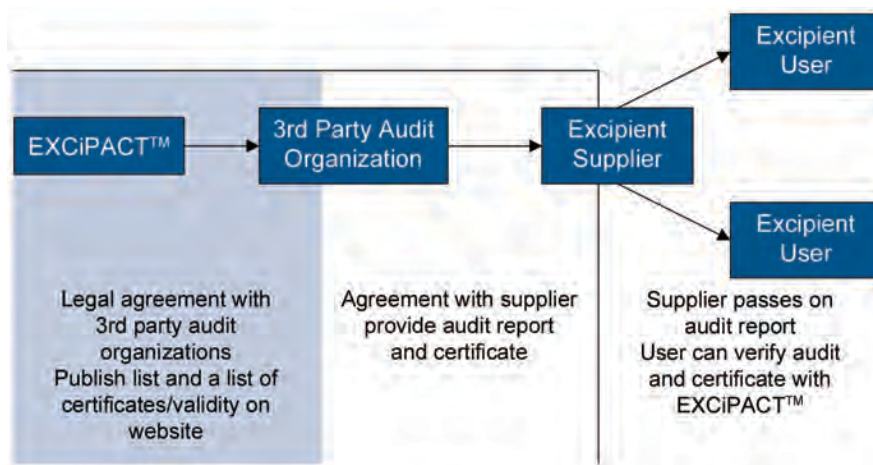 Excipient
User
EXCiPACT™
3rd Party Audit
Organization
Excipient
Supplier
Excipient
User
Legal agreement with
3rd party audit
organizations
Publish list and a list of
certificates/validity on
website
Agreement with supplier
provide audit report
and certificate
Supplier passes on
audit report
User can verify audit
and certificate with
EXCiPACT™